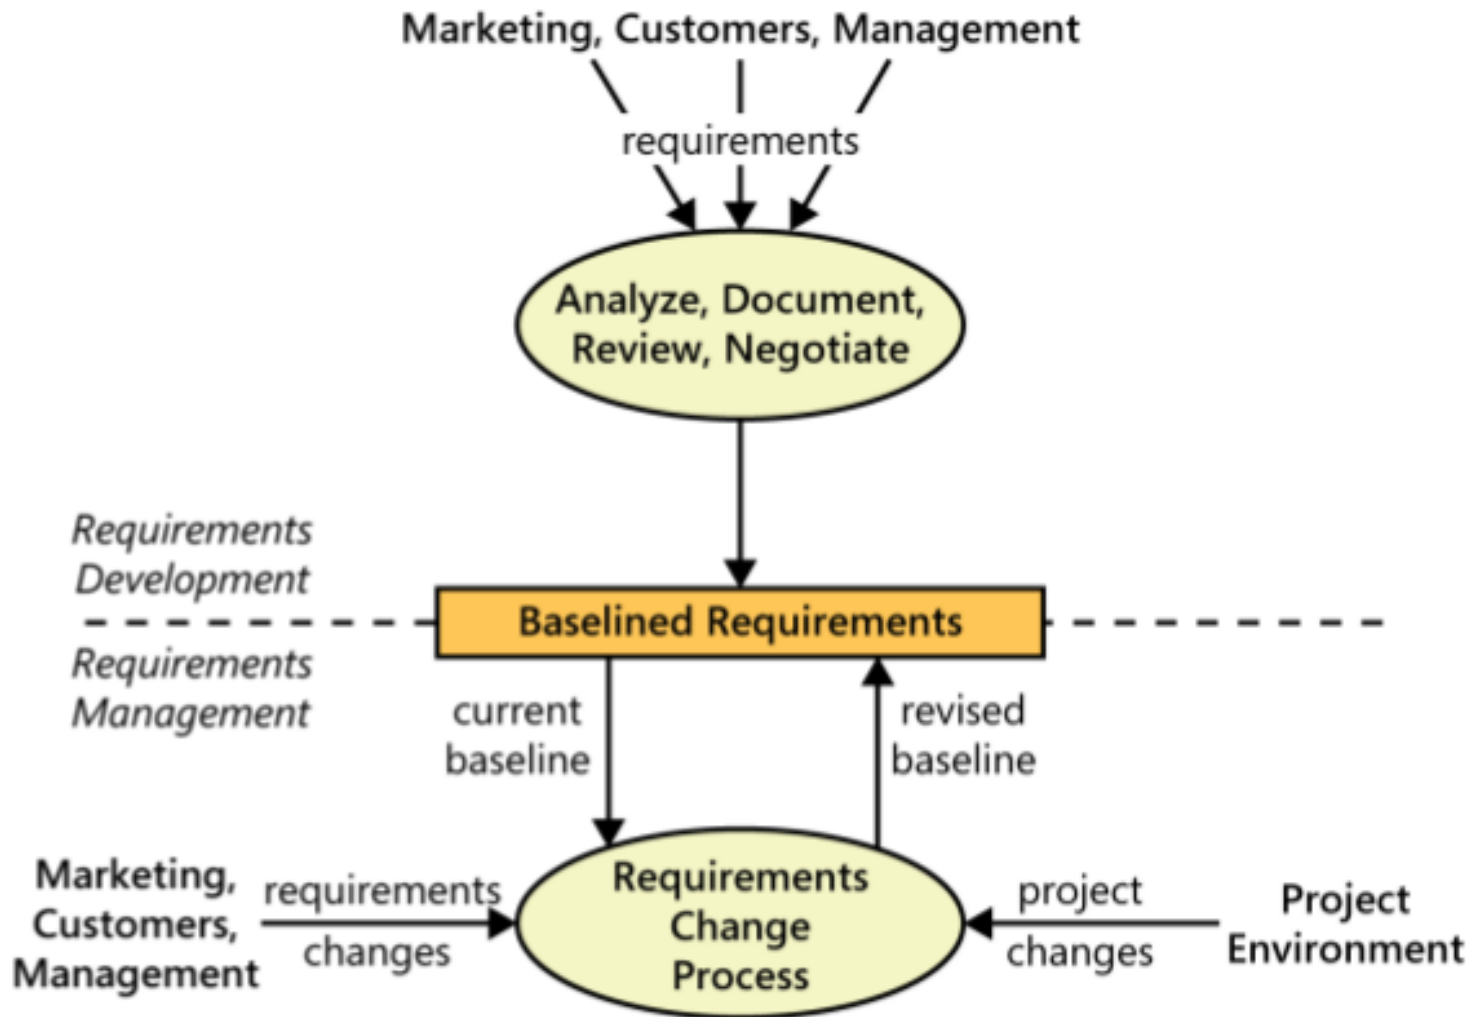 Marketing, Customers, Management
requirements
Analyze, Document,
Review, Negotiate
Requirements
Development
Baselined Requirements
Requirements
Management
current
baseline
revised
baseline
Marketing,
Customers,
Management
requirements
changes
Requirements
Change
Process
project
changes
Project
Environment